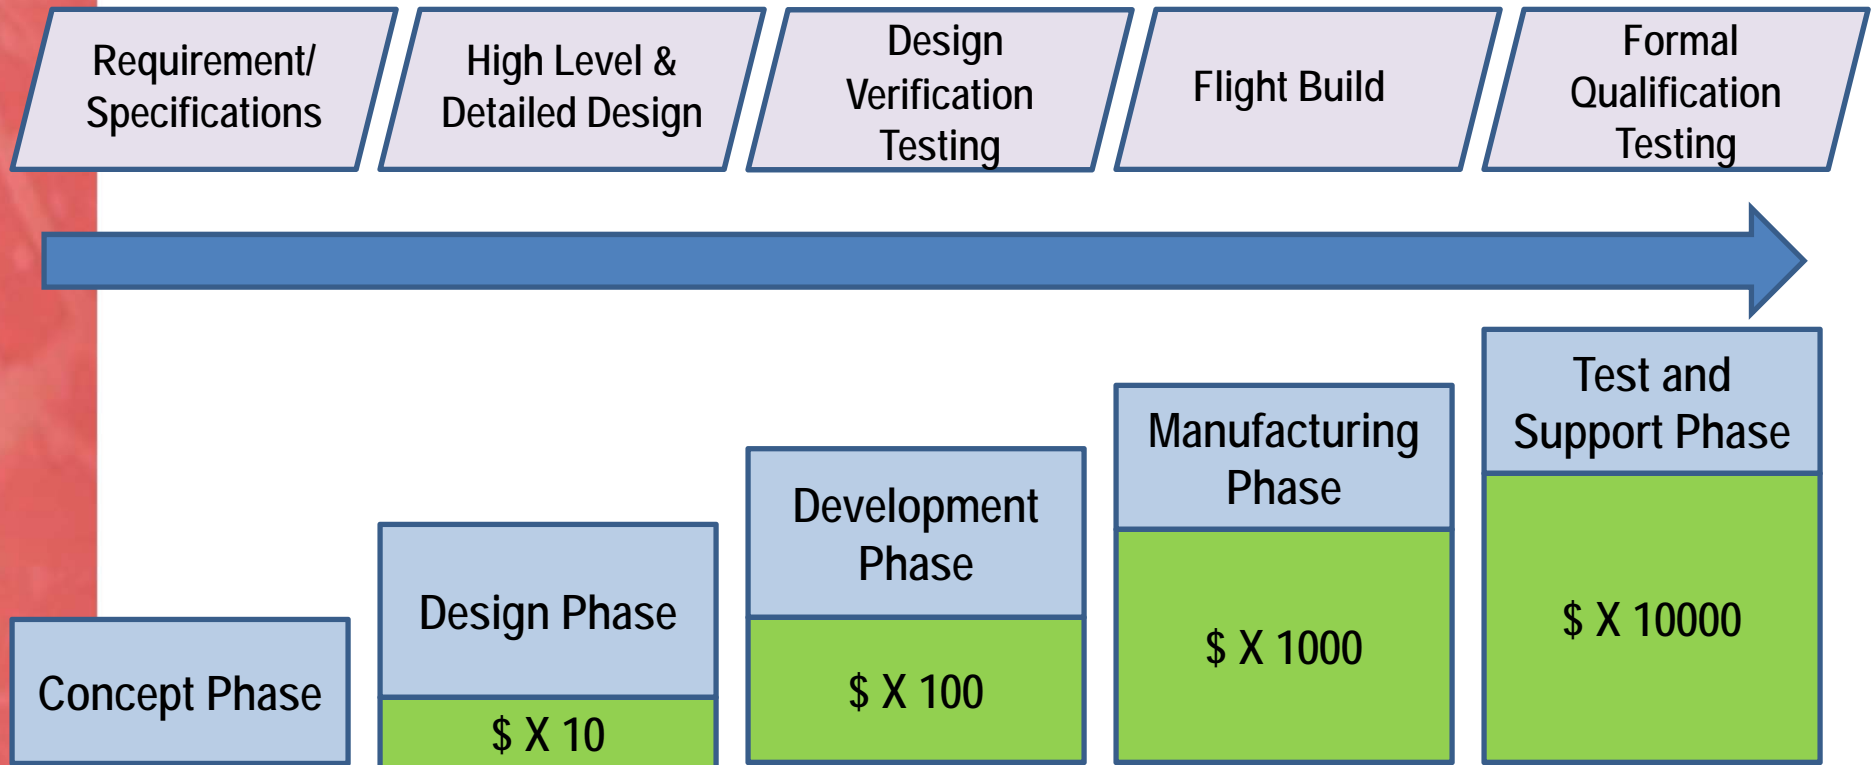 Requirement/
Specifications
High Level &
Detailed Design
Design
Verification
Testing
Flight Build
Formal
Qualification
Testing
Concept Phase
Design Phase
$ X 10
Development
Phase
$ X 100
Manufacturing
Phase
$ X 1000
Test and
Support Phase
$ X 10000